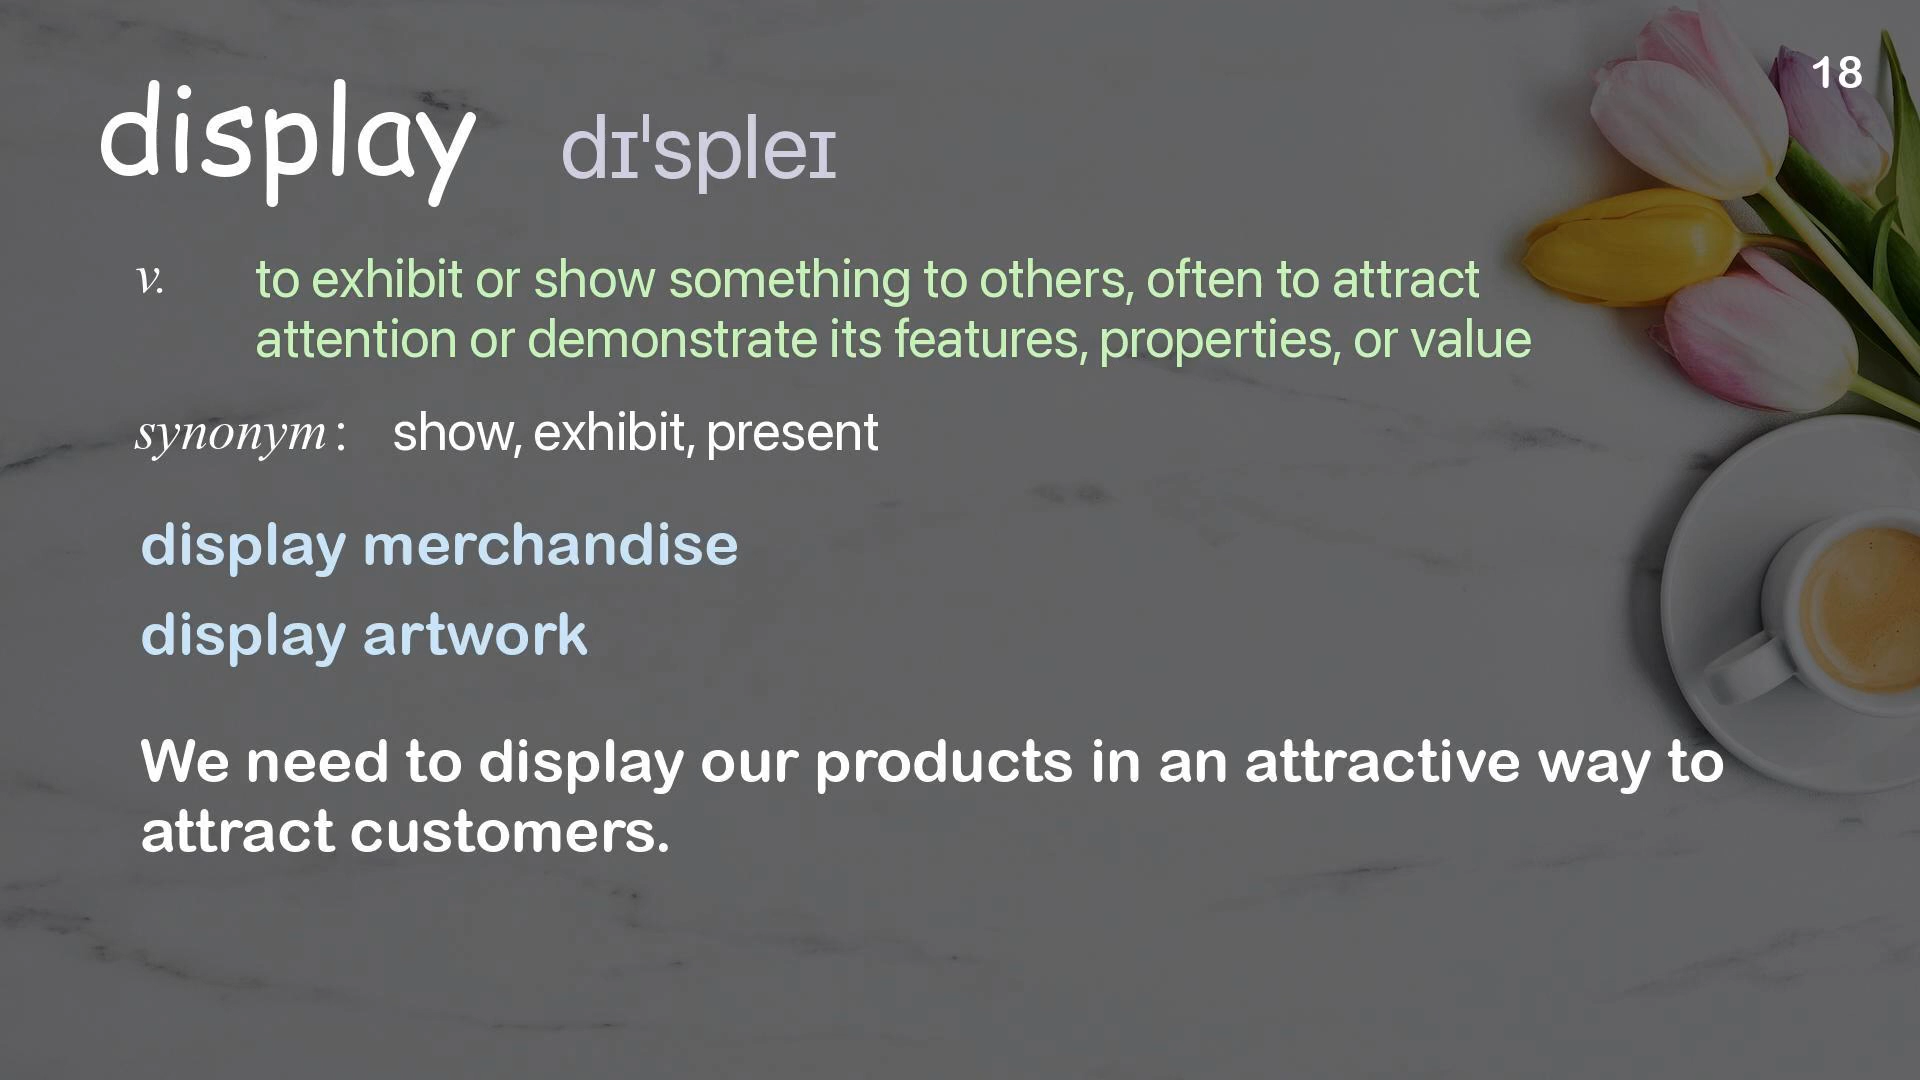 18
display dɪˈspleɪ
v. to exhibit or show something to others, often to attract
attention or demonstrate its features, properties, or value
synonym: show, exhibit, present
display merchandise
display artwork
We need to display our products in an attractive way to
attract customers.